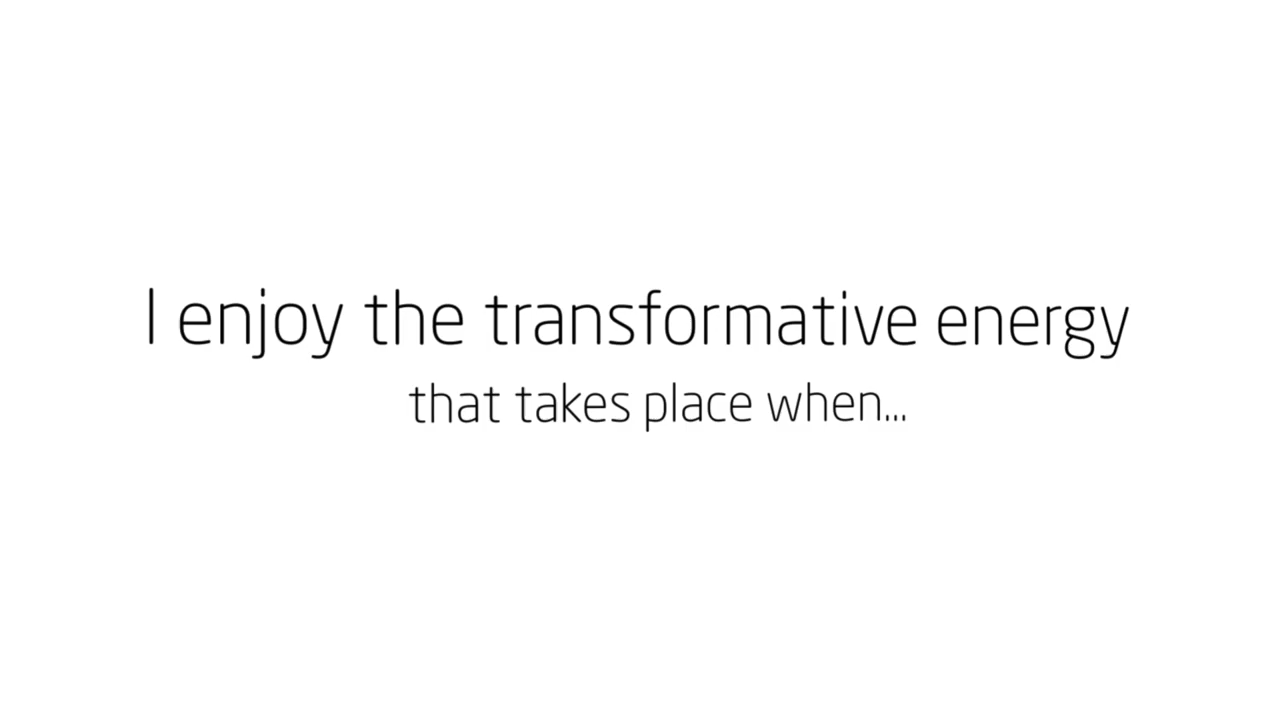 I enjoy the transformative energy
that takes place when...